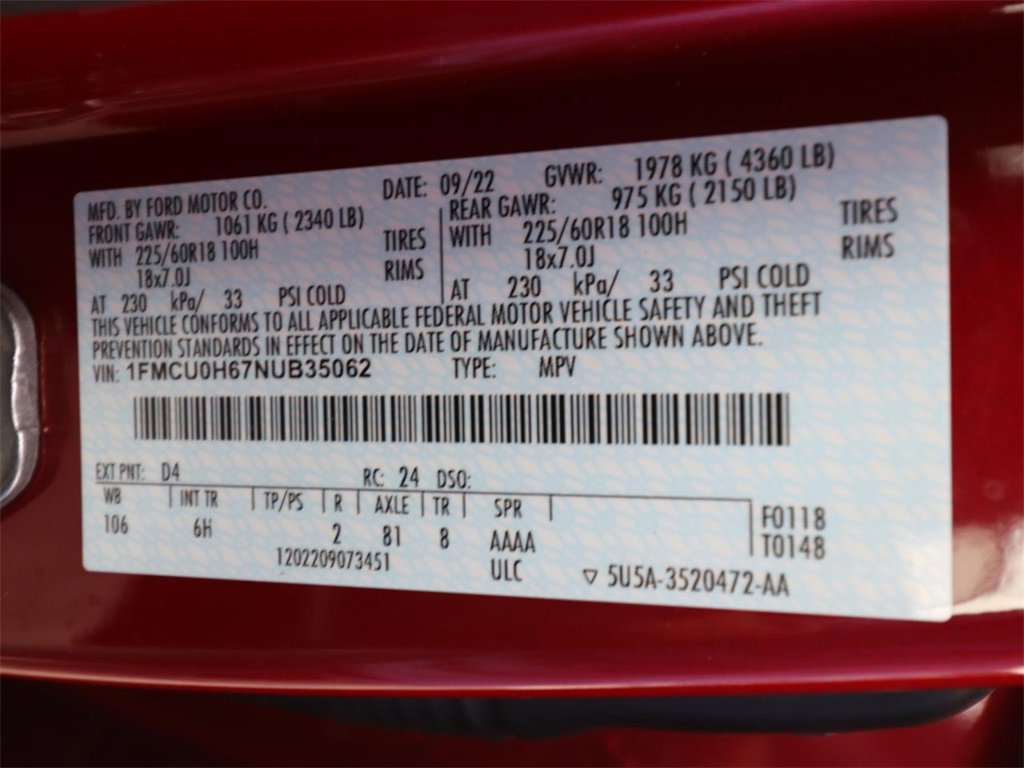 MFD. BY FORD MOTOR CO. DATE: 09/22 GVWR: 1978 KG ( 4360 LB)
FRONT GAWR: 1061 KG ( 2340 LB) REAR GAWR: 975 KG ( 2150 LB)
WITH 225/60R18 100H TIRES WITH 225/60R18 100H TIRES
18x7.0J RIMS 18x7.0J RIMS
AT 230 kPa/ 33 PSI COLD AT 230 kPa/ 33 PSI COLD
THIS VEHICLE CONFORMS TO ALL APPLICABLE FEDERAL MOTOR VEHICLE SAFETY AND THEFT
PREVENTION STANDARDS IN EFFECT ON THE DATE OF MANUFACTURE SHOWN ABOVE.
VIN: 1FMCU0H67NUB35062 TYPE: MPV
EXT PNT: D4 RC: 24 DSO:
WB INT TR TP/PS R AXLE TR SPR
106 6H 2 81 8 AAAA
F0118
T0148
1202209073451 ULC ▽ 5U5A-3520472-AA